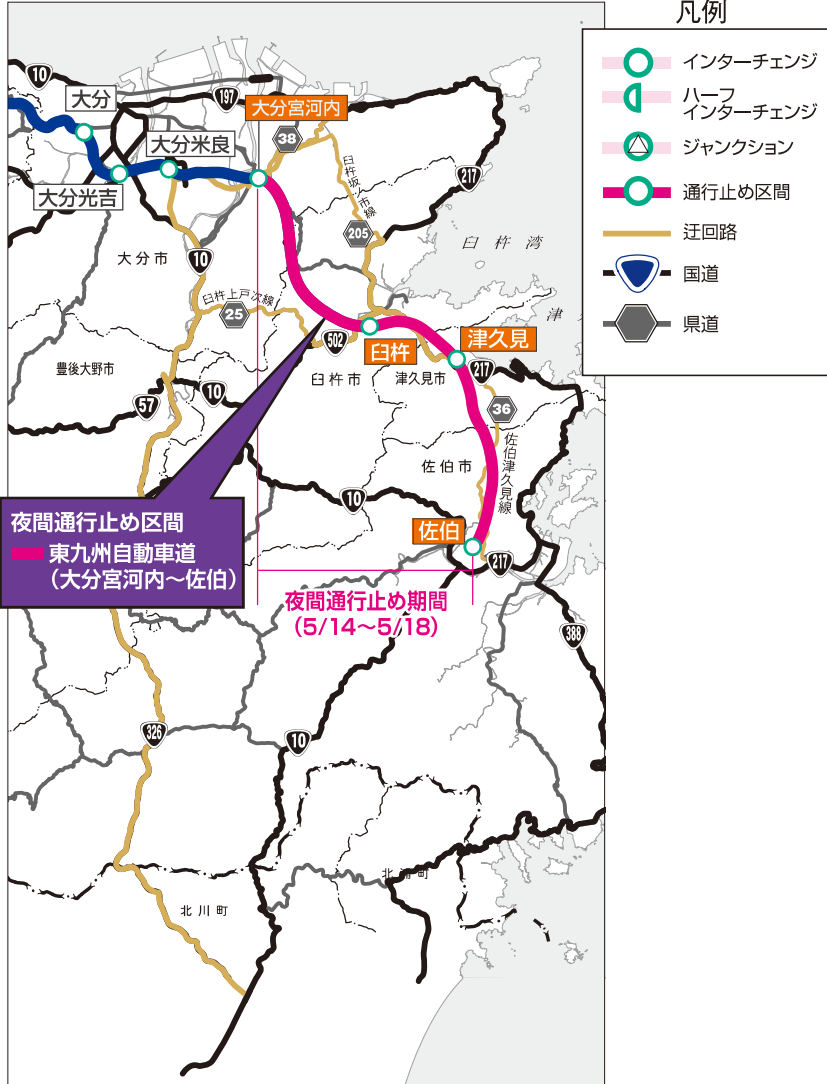 凡例
インターチェンジ
ハーフ
インターチェンジ
ジャンクション
通行止め区間
迂回路
国道
県道
10
大分
197
大分宮河内
大分米良
38
臼杵坂ノ市線
217
大分光吉
205
臼杵湾
大分市
10
臼杵上戸次線
25
津
502
臼杵
津久見
豊後大野市
臼杵市
津久見市
217
57
10
36
佐伯市
佐伯津久見線
10
佐伯
217
夜間通行止め区間
東九州自動車道
(大分宮河内～佐伯)
夜間通行止め期間
(5/14～5/18)
388
326
10
北川町